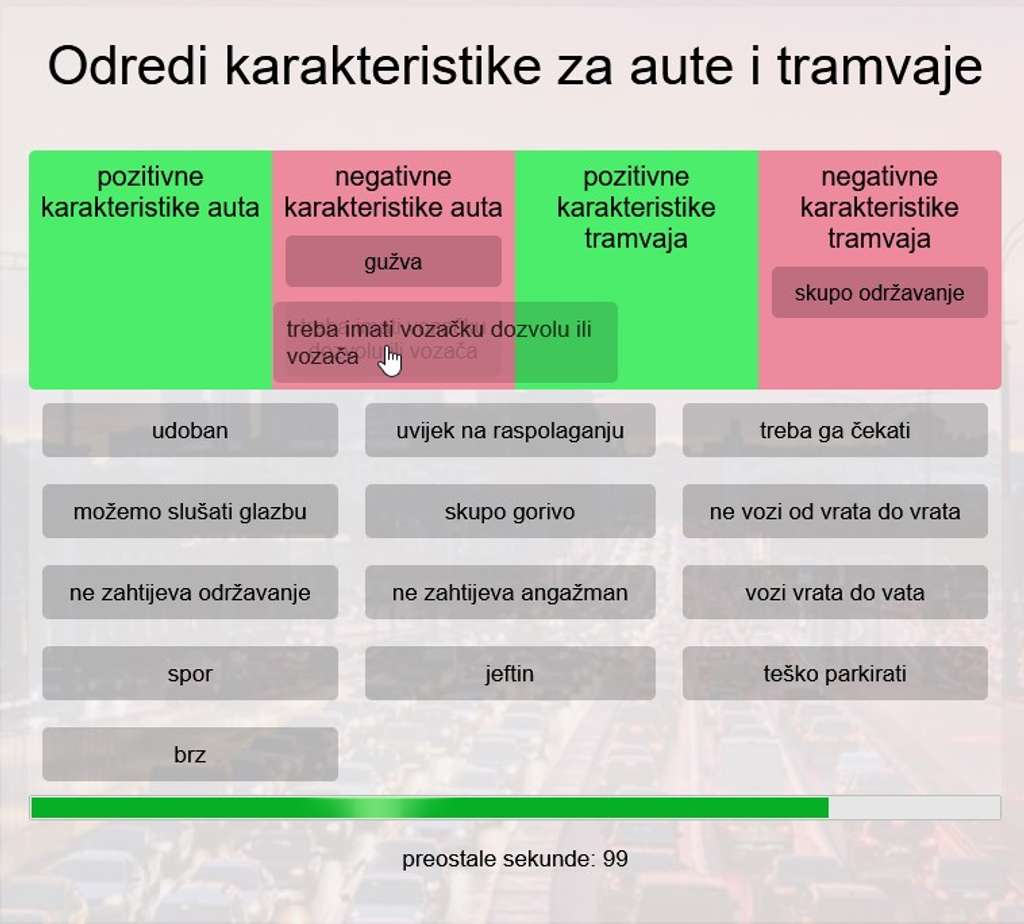 Odredi karakteristike za aute i tramvaje
pozitivne
karakteristike auta
negativne
karakteristike auta
gužva
treba imati vozačku dozvolu ili
vozača
pozitivne
karakteristike
tramvaja
negativne
karakteristike
tramvaja
skupo održavanje
udoban
uvijek na raspolaganju
treba ga čekati
možemo slušati glazbu
skupo gorivo
ne vozi od vrata do vrata
ne zahtijeva održavanje
ne zahtijeva angažman
vozi vrata do vata
spor
jeftin
teško parkirati
brz
preostale sekunde: 99